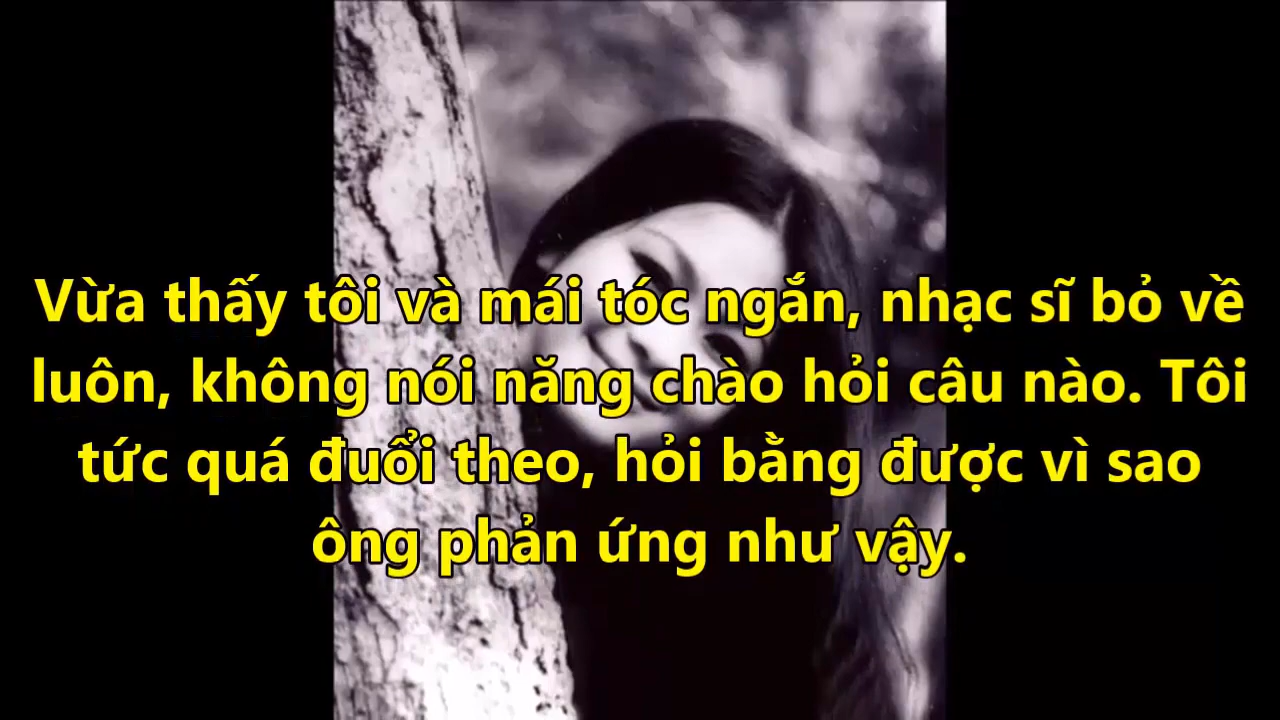 Vừa thấy tôi và mái tóc ngắn, nhạc sĩ bỏ về
luôn, không nói năng chào hỏi câu nào. Tôi
tức quá đuổi theo, hỏi bằng được vì sao
ông phản ứng như vậy.